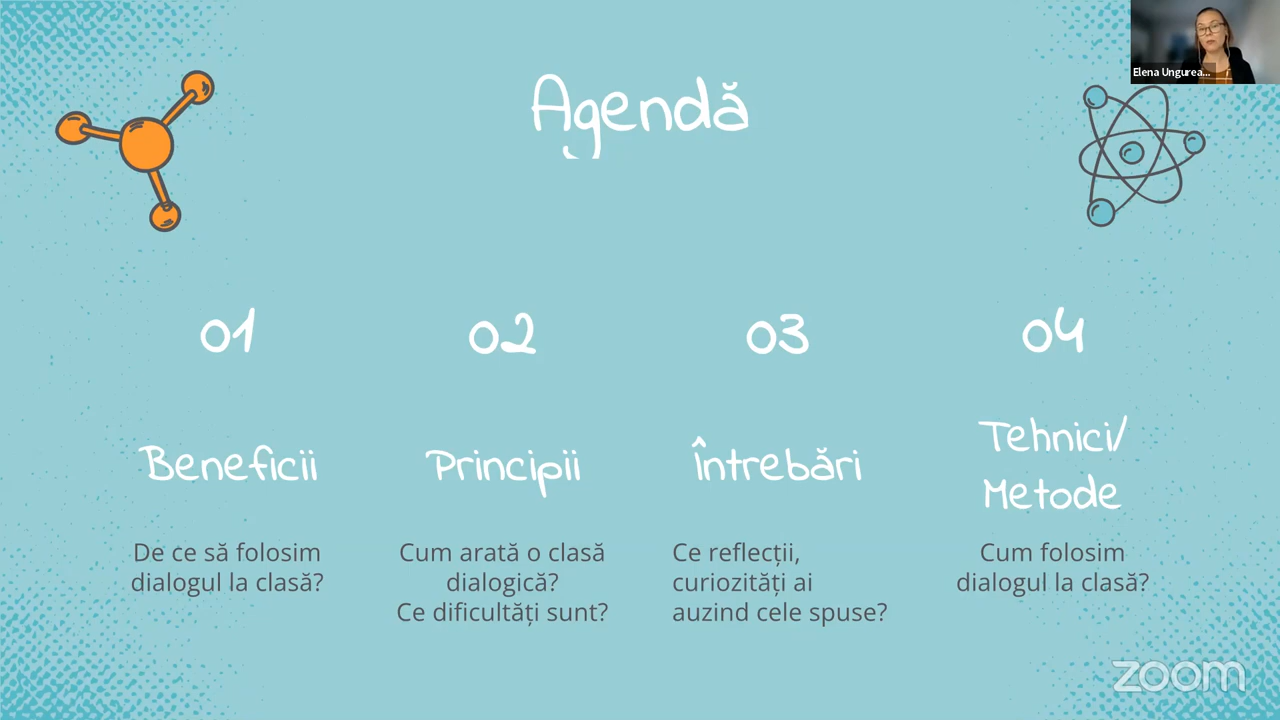 Elena Ungurea...
Agendă
01
Beneficii
De ce să folosim
dialogul la clasă?
02
Principii
Cum arată o clasă
dialogică?
Ce dificultăți sunt?
03
Întrebări
Ce reflecții,
curiozități ai
auzind cele spuse?
04
Tehnici/
Metode
Cum folosim
dialogul la clasă?
zoom